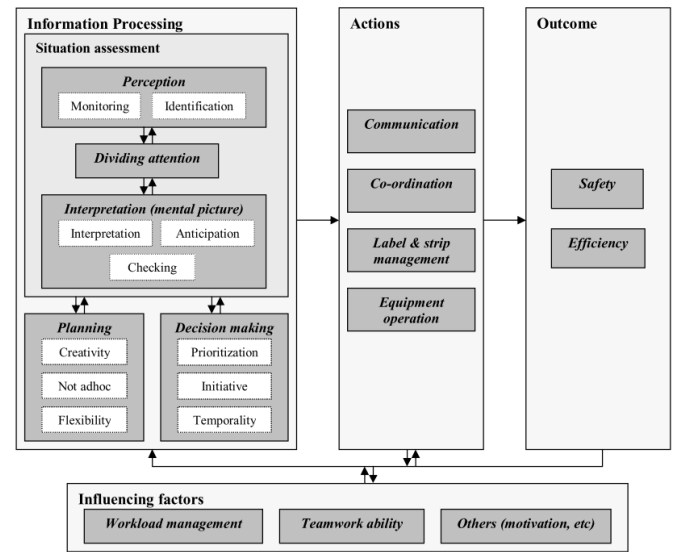 Information Processing
Situation assessment
Perception
Monitoring
Identification
Dividing attention
Interpretation (mental picture)
Interpretation
Anticipation
Checking
Planning
Creativity
Not adhoc
Flexibility
Decision making
Prioritization
Initiative
Temporality
Actions
Communication
Co-ordination
Label & strip
management
Equipment
operation
Outcome
Safety
Efficiency
Influencing factors
Workload management
Teamwork ability
Others (motivation, etc)